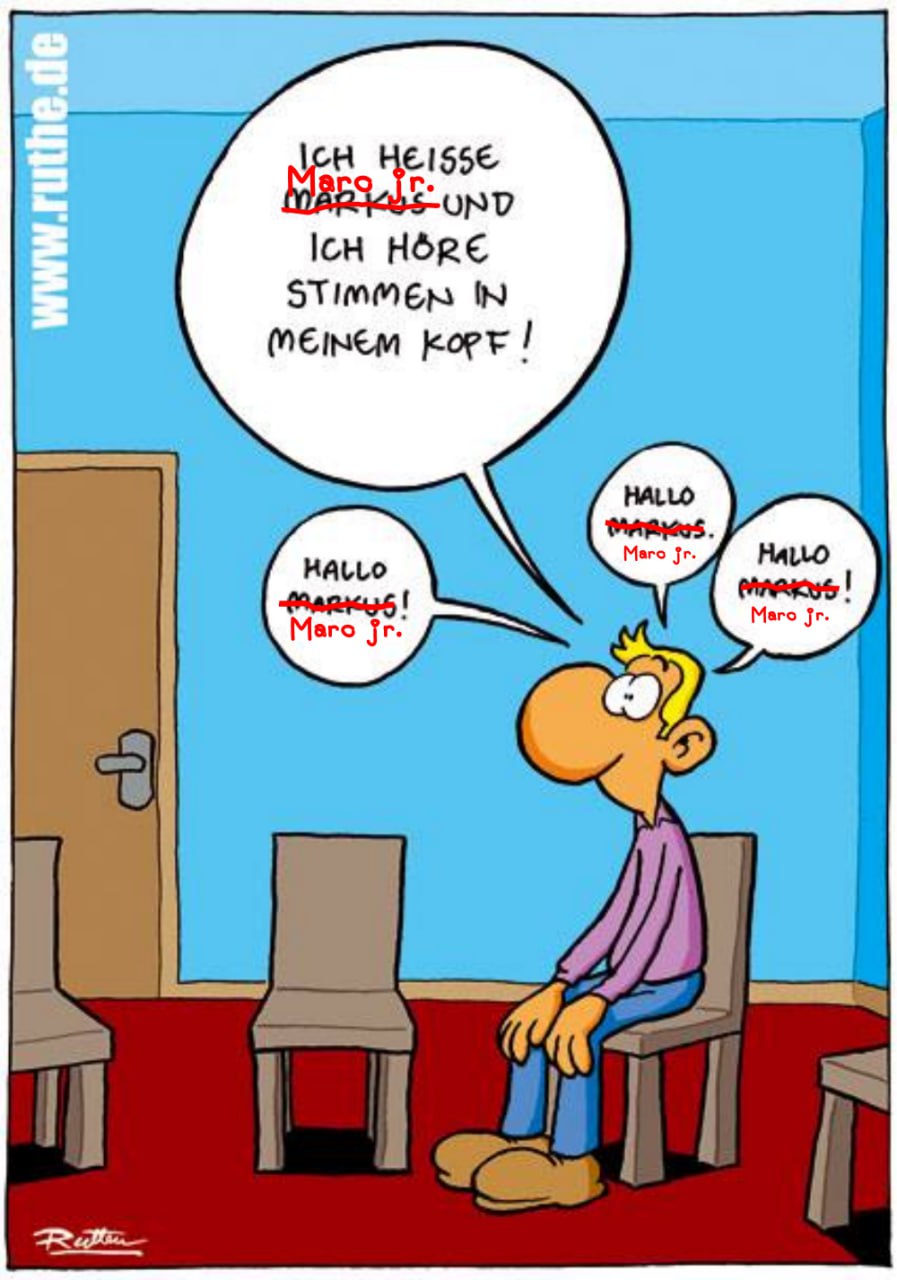 www.ruthe.de
ICH HEISSE
Maro jr.
MARKUS UND
ICH HÖRE
STIMMEN IN
MEINEM KOPF!
HALLO
MARKUS.
Maro jr.
HALLO
MARKUS!
Maro jr.
HALLO
MARKUS!
Maro jr.
Ruthe